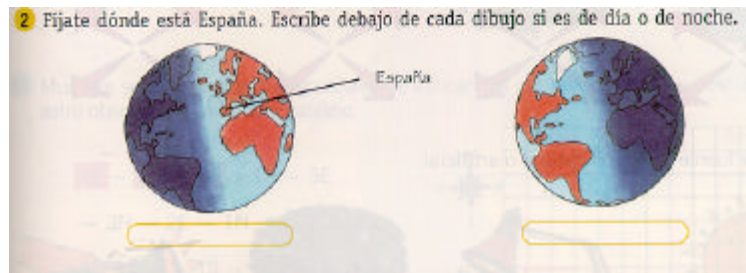 2 Fíjate dónde está España. Escribe debajo de cada dibujo si es de día o de noche.
España